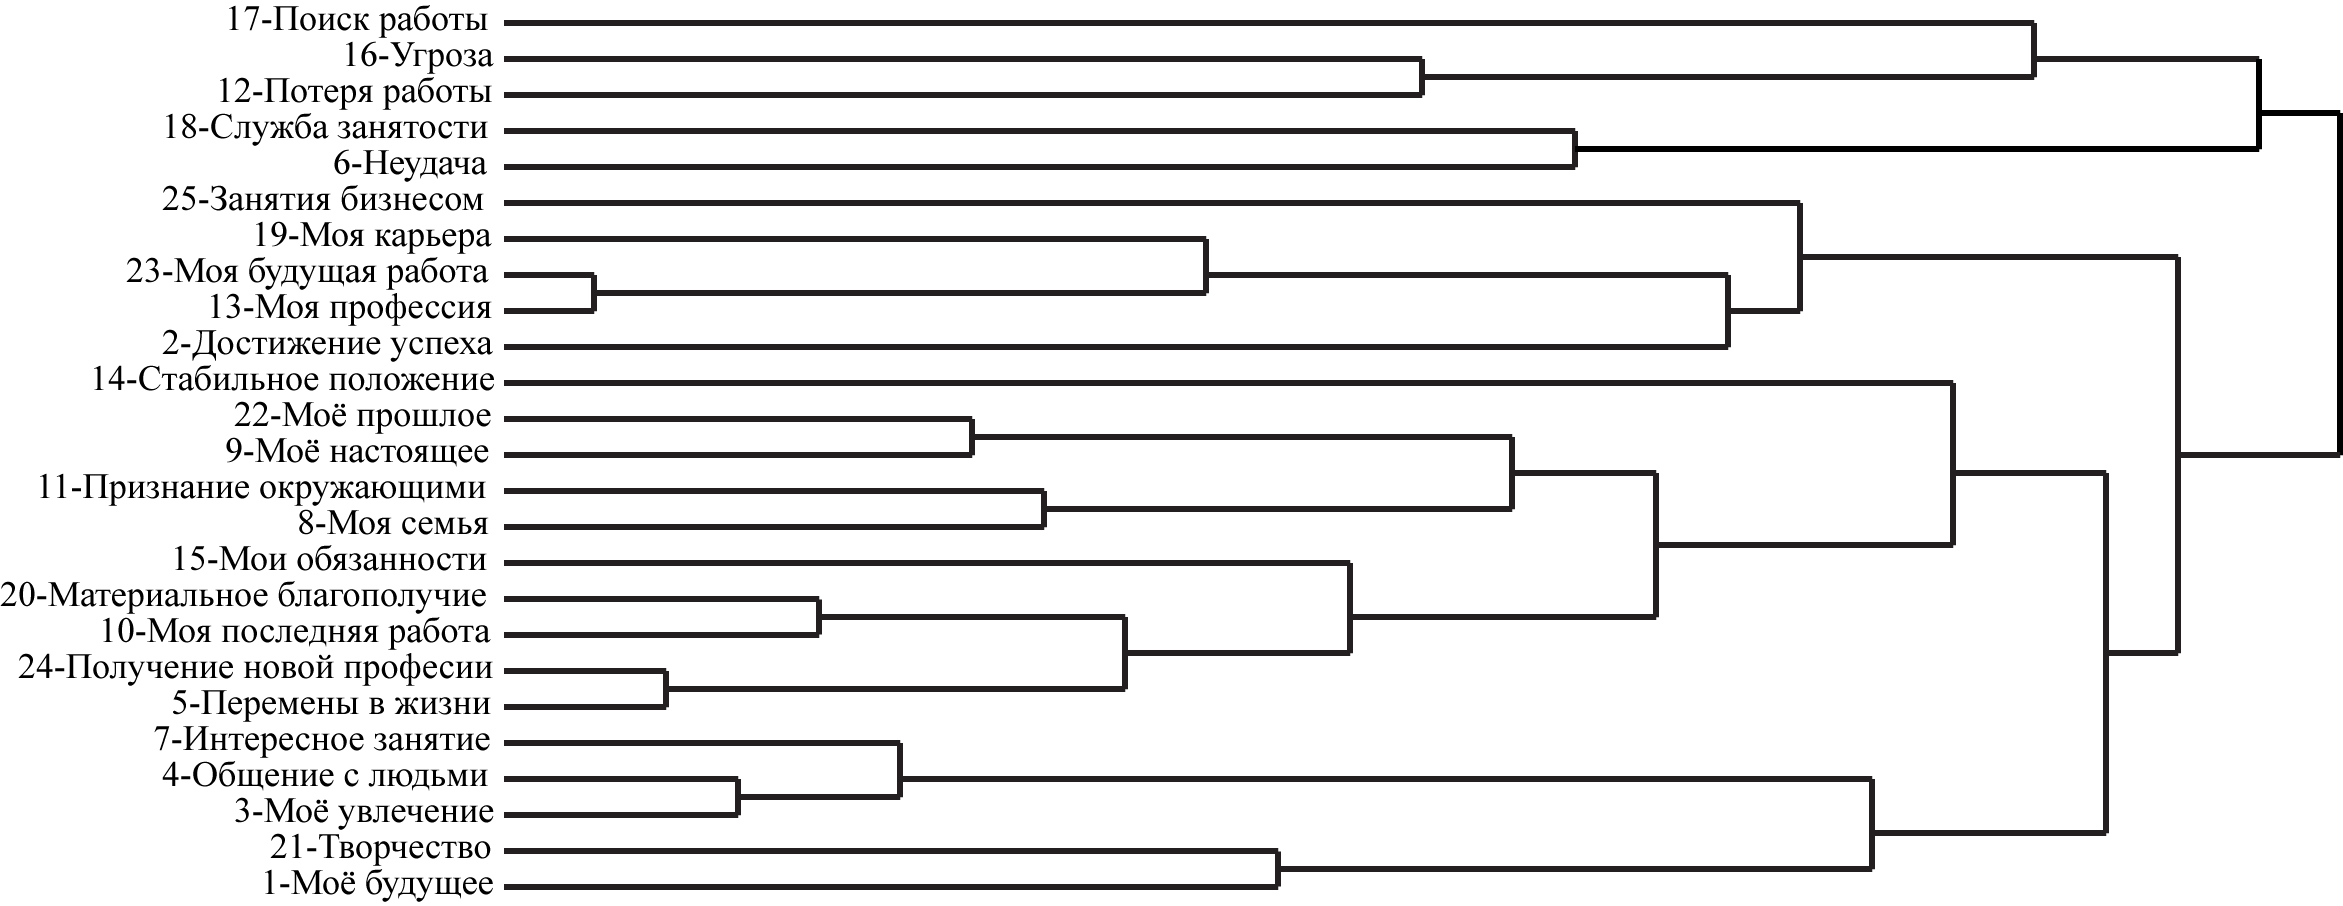 17-Поиск работы
16-Угроза
12-Потеря работы
18-Служба занятости
6-Неудача
25-Занятия бизнесом
19-Моя карьера
23-Моя будущая работа
13-Моя профессия
2-Достижение успеха
14-Стабильное положение
22-Моё прошлое
9-Моё настоящее
11-Признание окружающими
8-Моя семья
15-Мои обязанности
20-Материальное благополучие
10-Моя последняя работа
24-Получение новой професии
5-Перемены в жизни
7-Интересное занятие
4-Общение с людьми
3-Моё увлечение
21-Творчество
1-Моё будущее